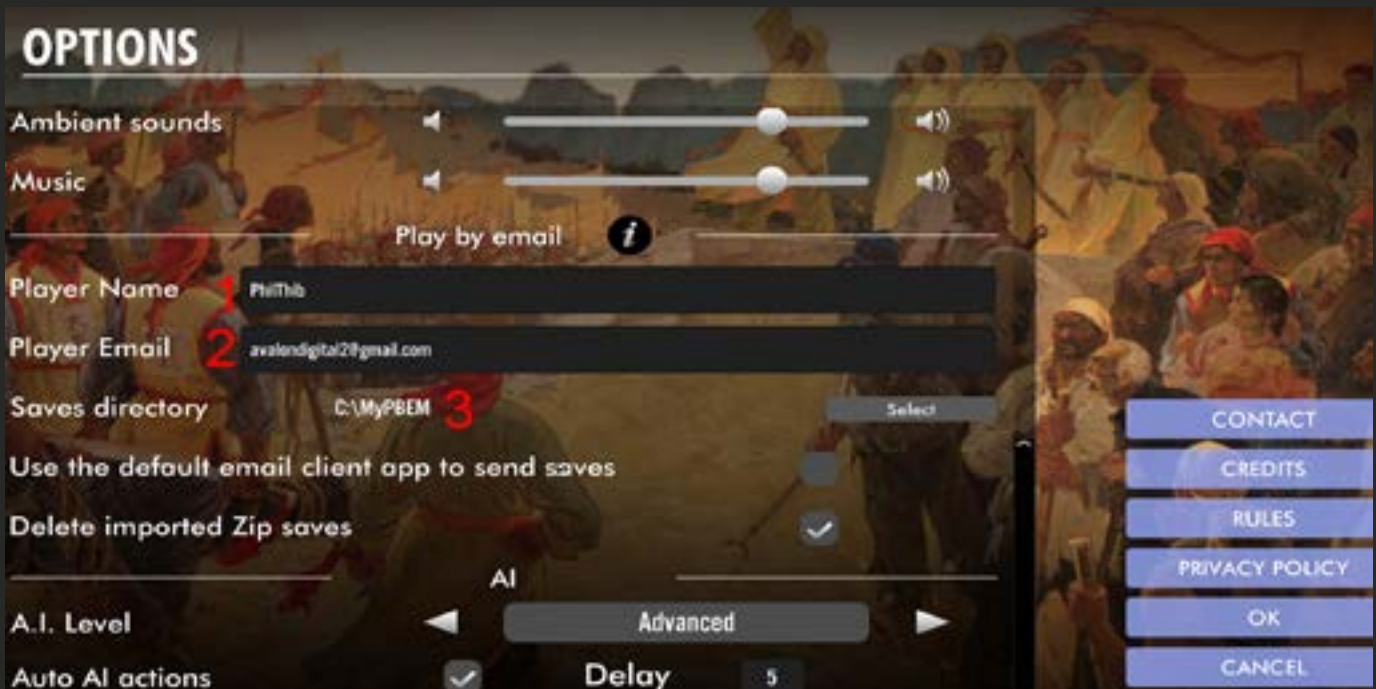 OPTIONS
Ambient sounds
Music
Play by email i
Player Name 1 PhilThib
Player Email 2 avalondigital2@gmail.com
Saves directory C:\MyPBEM 3 Select
CONTACT
Use the default email client app to send saves
CREDITS
Delete imported Zip saves
RULES
AI
PRIVACY POLICY
A.I. Level Advanced
OK
Auto AI actions Delay 5
CANCEL